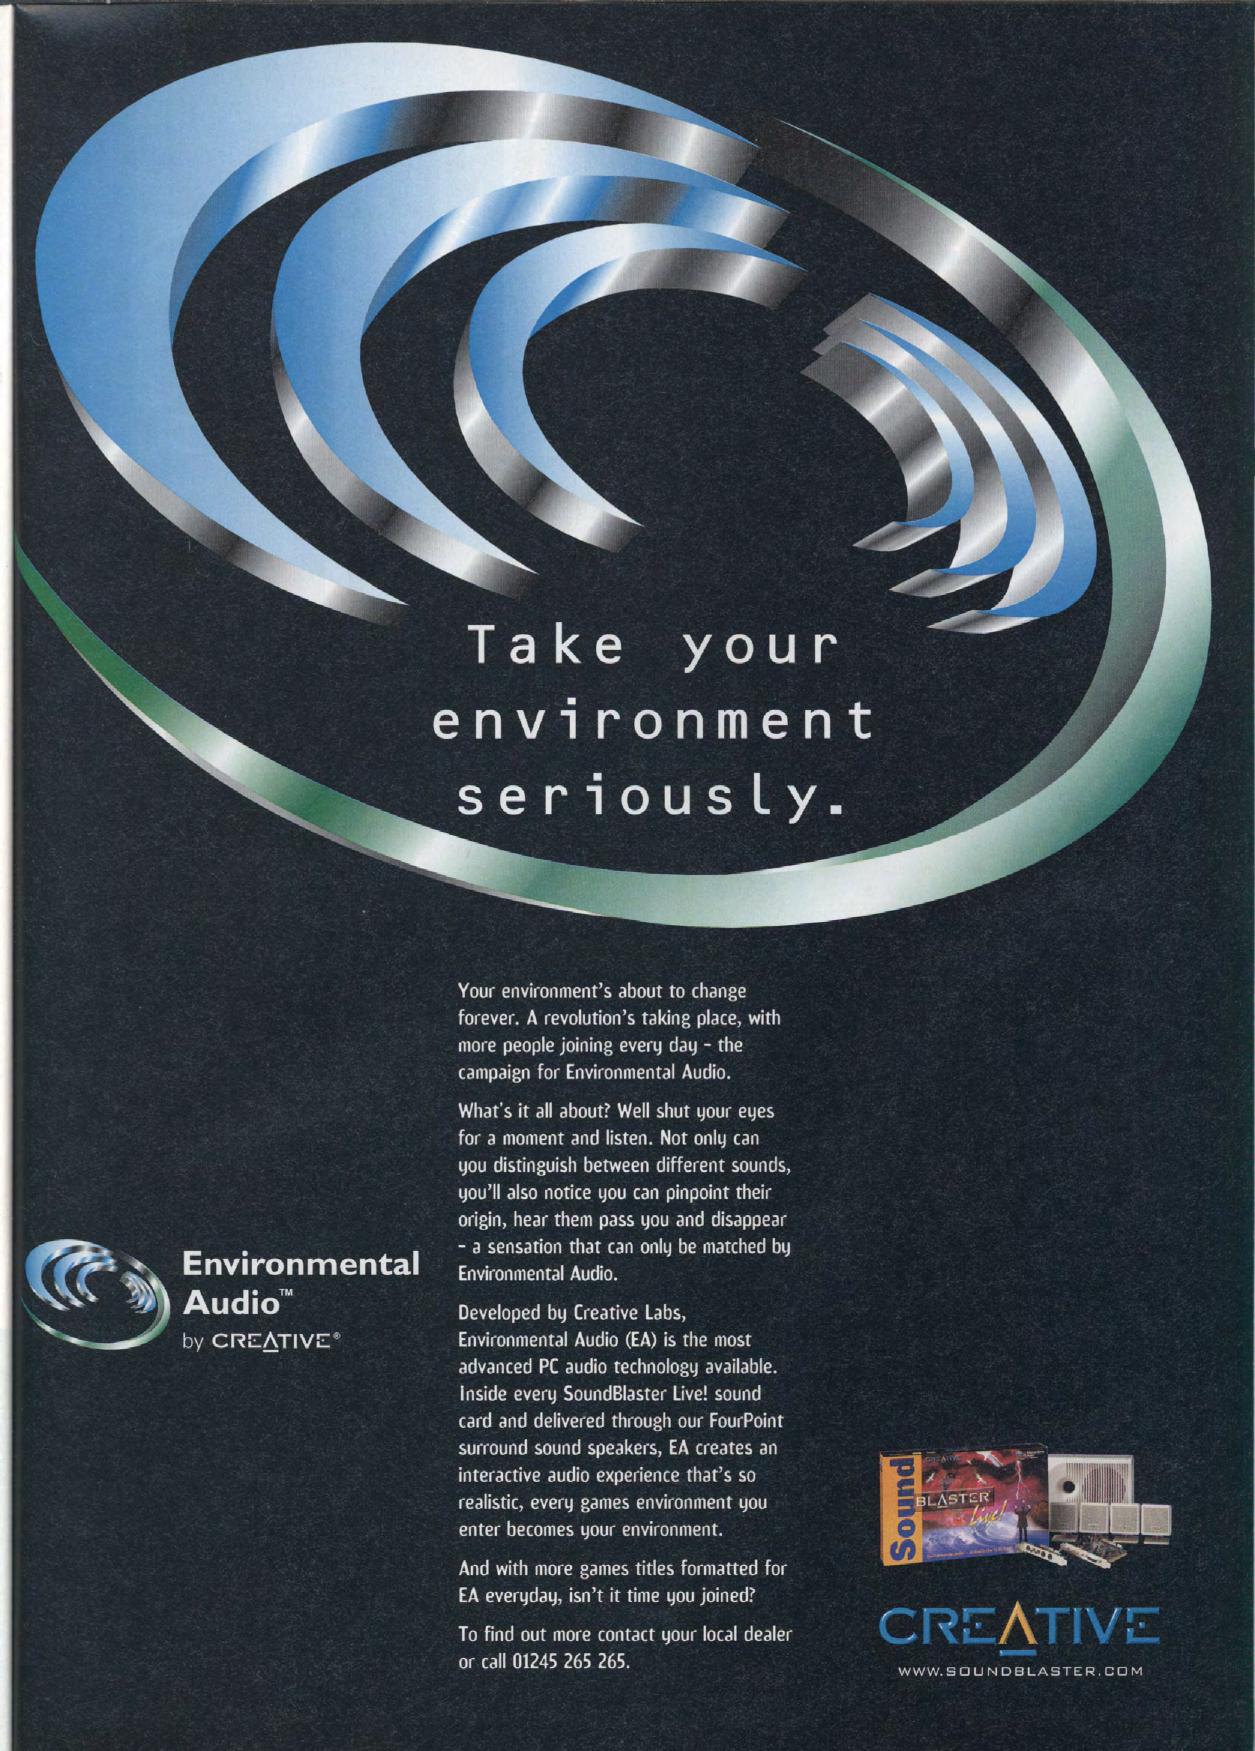 Take your
environment
seriously.
Your environment's about to change
forever. A revolution's taking place, with
more people joining every day – the
campaign for Environmental Audio.
What's it all about? Well shut your eyes
for a moment and listen. Not only can
you distinguish between different sounds,
you'll also notice you can pinpoint their
origin, hear them pass you and disappear
– a sensation that can only be matched by
Environmental Audio.
Developed by Creative Labs,
Environmental Audio (EA) is the most
advanced PC audio technology available.
Inside every SoundBlaster Live! sound
card and delivered through our FourPoint
surround sound speakers, EA creates an
interactive audio experience that's so
realistic, every games environment you
enter becomes your environment.
And with more games titles formatted for
EA everyday, isn't it time you joined?
To find out more contact your local dealer
or call 01245 265 265.
Environmental
Audio™
by CREATIVE®
CREATIVE
Sound
BLASTER
Live!
CREATIVE
WWW.SOUNDBLASTER.COM